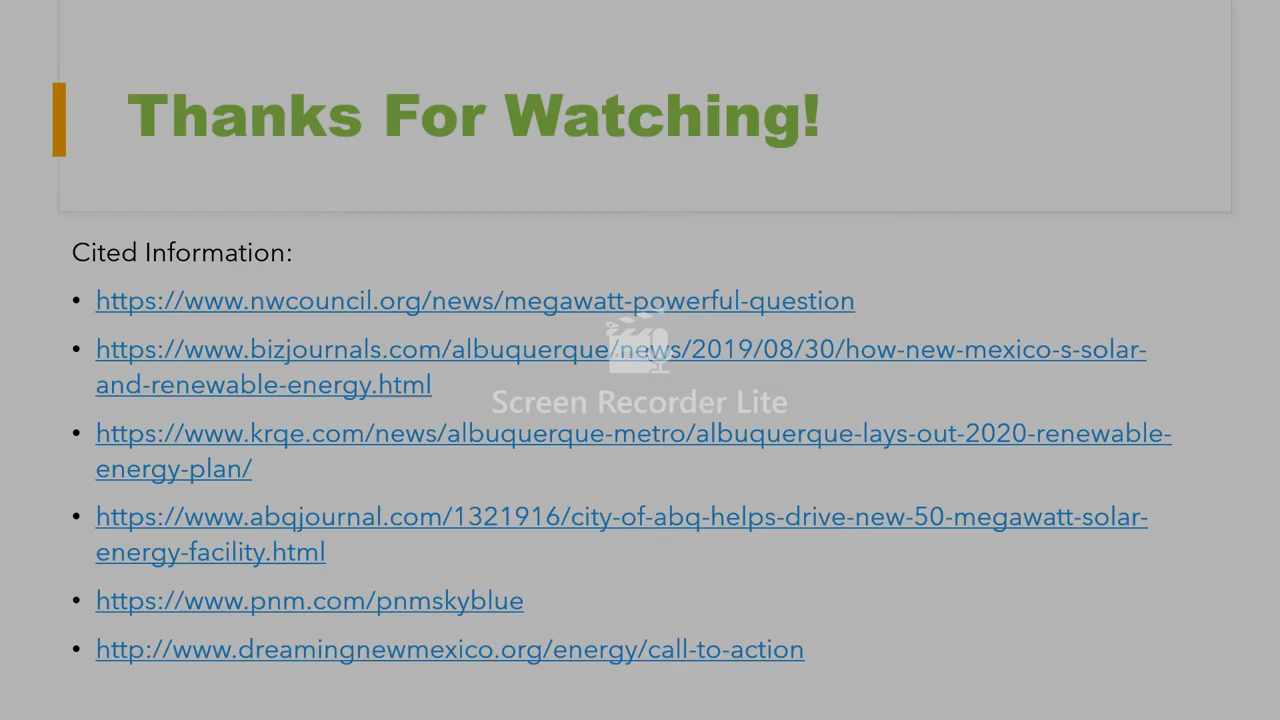 Thanks For Watching!
Cited Information:
• https://www.nwcouncil.org/news/megawatt-powerful-question
• https://www.bizjournals.com/albuquerque/news/2019/08/30/how-new-mexico-s-solar-
and-renewable-energy.html
Screen Recorder Lite
• https://www.krqe.com/news/albuquerque-metro/albuquerque-lays-out-2020-renewable-
energy-plan/
• https://www.abqjournal.com/1321916/city-of-abq-helps-drive-new-50-megawatt-solar-
energy-facility.html
• https://www.pnm.com/pnmskyblue
• http://www.dreamingnewmexico.org/energy/call-to-action